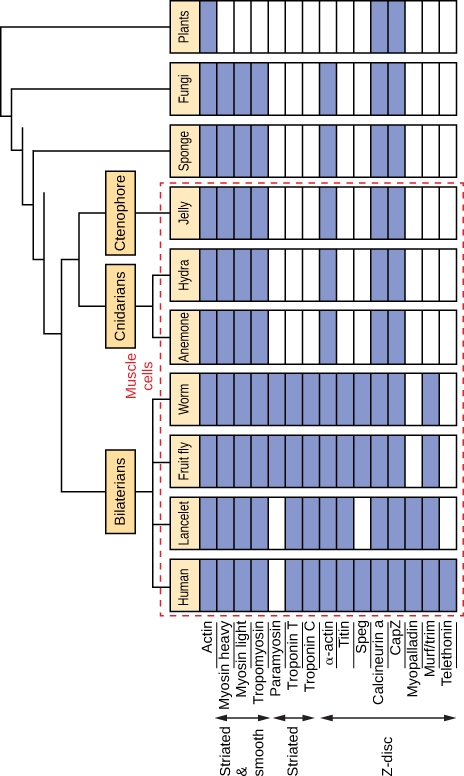 Plants
Fungi
Sponge
Ctenophore
Jelly
Cnidarians
Hydra
Anemone
Muscle
cells
Worm
Fruit fly
Bilaterians
Lancelet
Human
Actin
Myosin heavy
Myosin light
Tropomyosin
Paramyosin
Troponin T
Troponin C
α-actin
Titin
Speg
Calcineurin a
CapZ
Myopalladin
Murf/trim
Telethonin
Striated
&
smooth
Striated
Z-disc